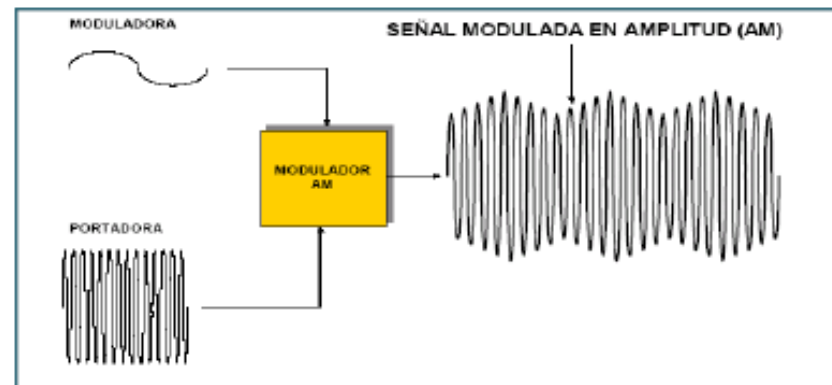 MODULADORA
SEÑAL MODULADA EN AMPLITUD (AM)
MODULADOR
AM
PORTADORA